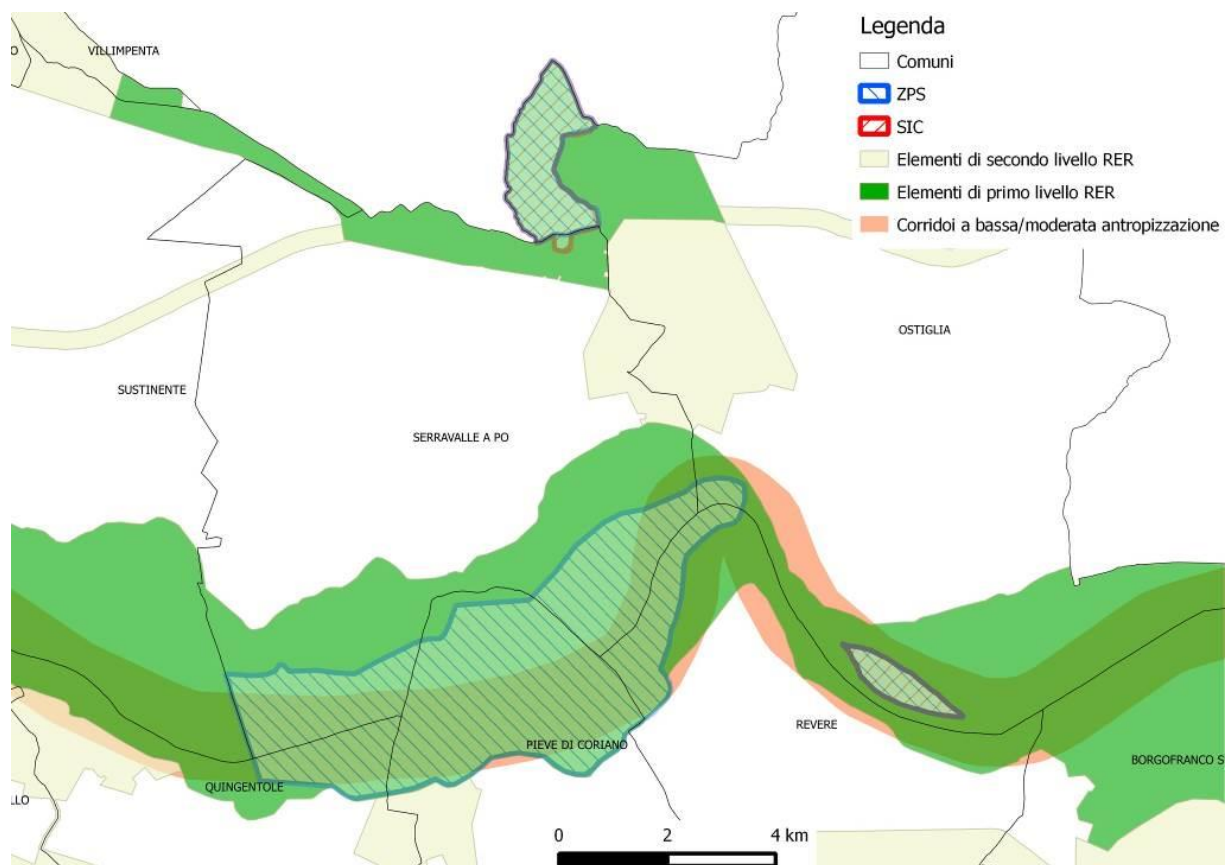 Legenda
Comuni
ZPS
SIC
Elementi di secondo livello RER
Elementi di primo livello RER
Corridoi a bassa/moderata antropizzazione
O
VILLIMPENTA
OSTIGLIA
SUSTINENTE
SERRAVALLE A PO
REVERE
PIEVE DI CORIANO
BORGOFRANCO S
QUINGENTOLE
LLO
0 2 4 km